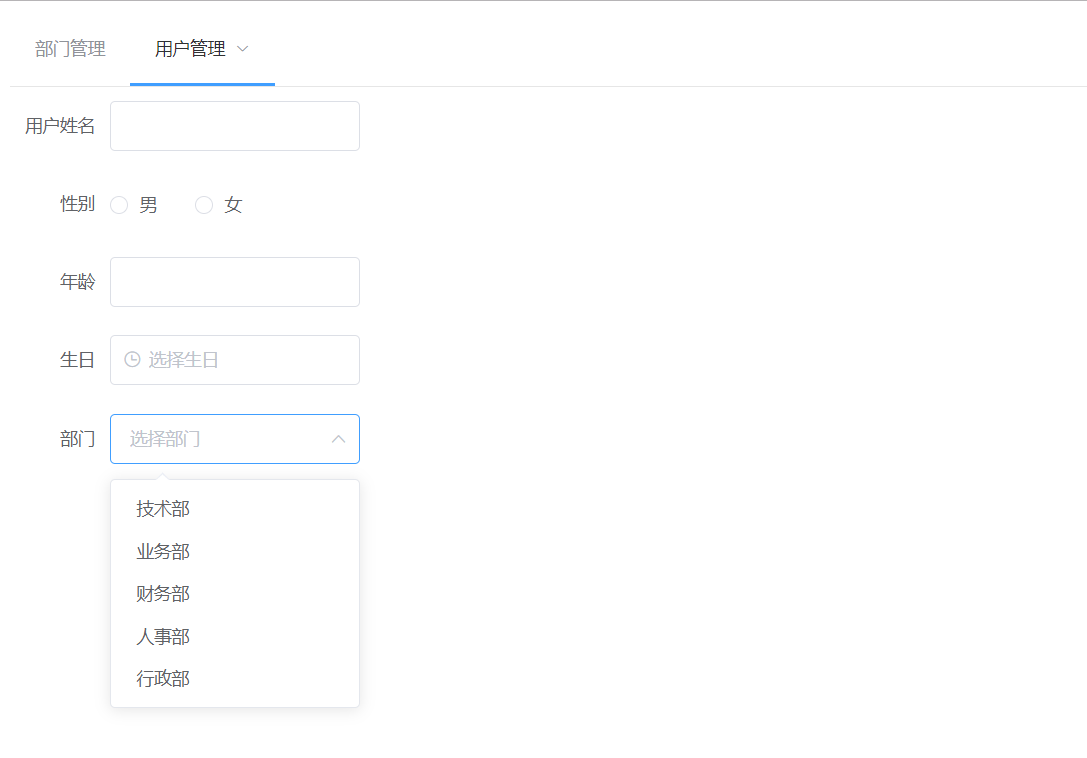 部门管理 用户管理
用户姓名
性别 男 女
年龄
生日 选择生日
部门 选择部门
技术部
业务部
财务部
人事部
行政部